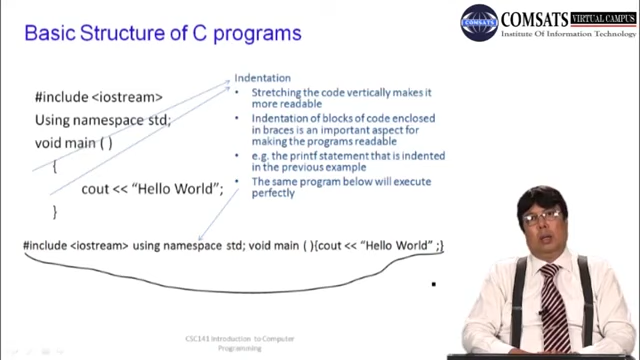 Basic Structure of C programs
COMSATS VIRTUAL CAMPUS
Institute Of Information Technology
Indentation
• Stretching the code vertically makes it
more readable
• Indentation of blocks of code enclosed
in braces is an important aspect for
making the programs readable
• e.g. the printf statement that is indented
in the previous example
• The same program below will execute
perfectly
#include <iostream>
Using namespace std;
void main ( )
{
cout << “Hello World”;
}
#include <iostream> using namespace std; void main ( ){cout << “Hello World” ;}
CSC141 Introduction to Computer
Programming